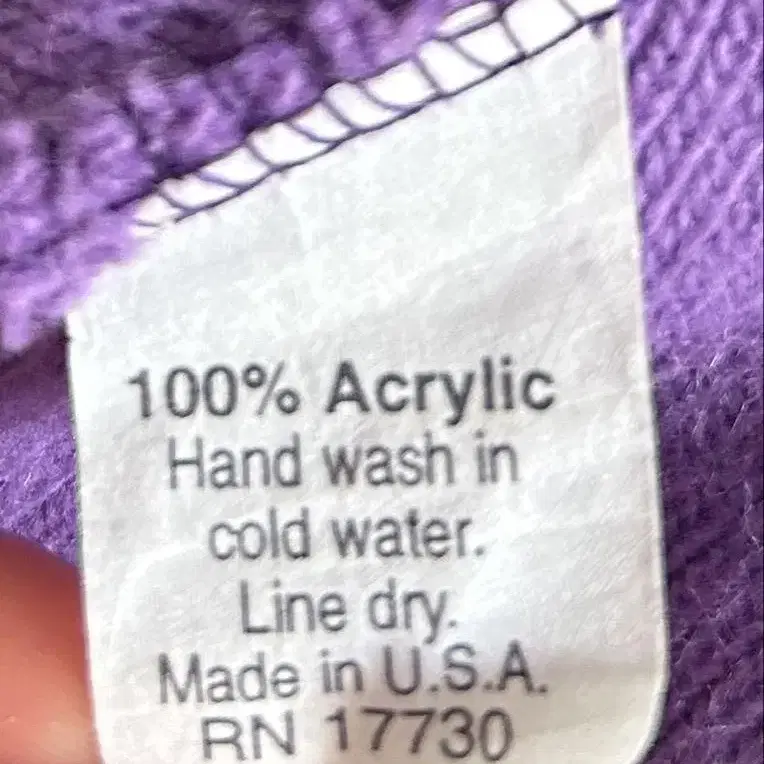 100% Acrylic
Hand wash in
cold water.
Line dry.
Made in U.S.A.
RN 17730